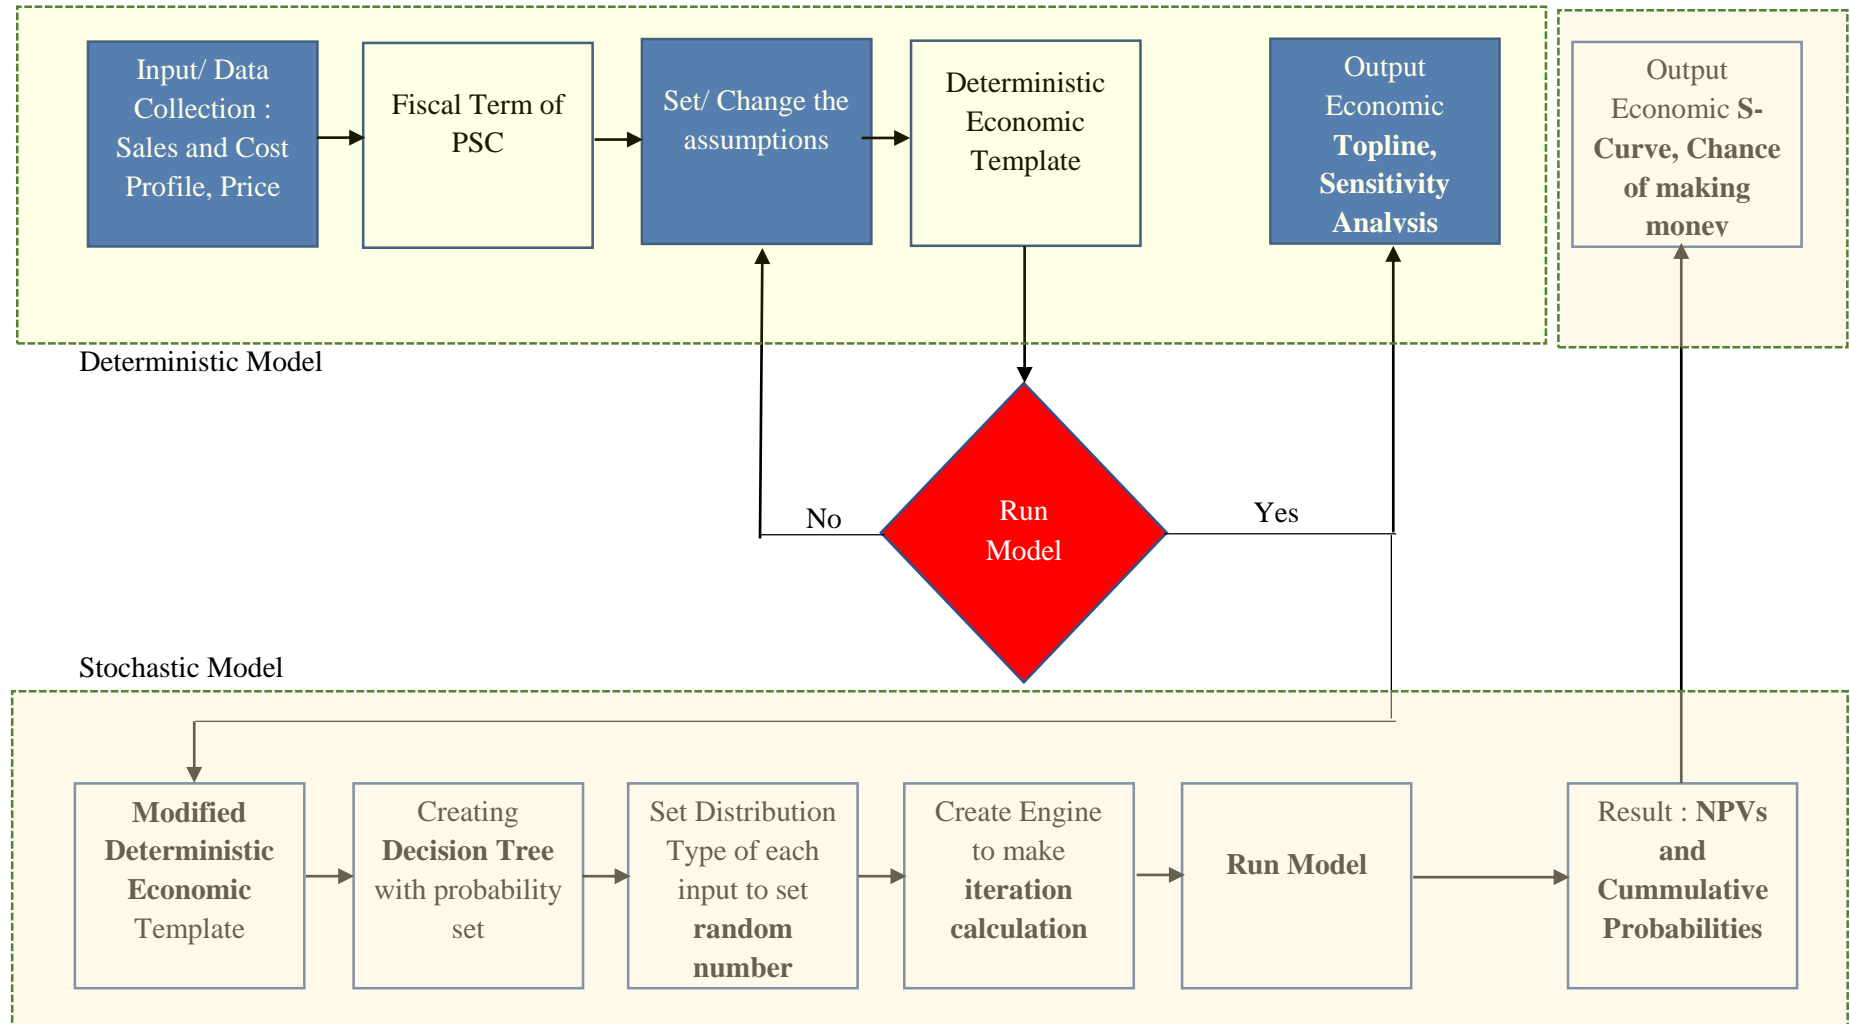 Input/ Data
Collection :
Sales and Cost
Profile, Price
Fiscal Term of
PSC
Set/ Change the
assumptions
Deterministic
Economic
Template
Output
Economic
Topline,
Sensitivity
Analysis
Output
Economic S-
Curve, Chance
of making
money
Deterministic Model
No
Run
Model
Yes
Stochastic Model
Modified
Deterministic
Economic
Template
Creating
Decision Tree
with probability
set
Set Distribution
Type of each
input to set
random
number
Create Engine
to make
iteration
calculation
Run Model
Result : NPVs
and
Cummulative
Probabilities